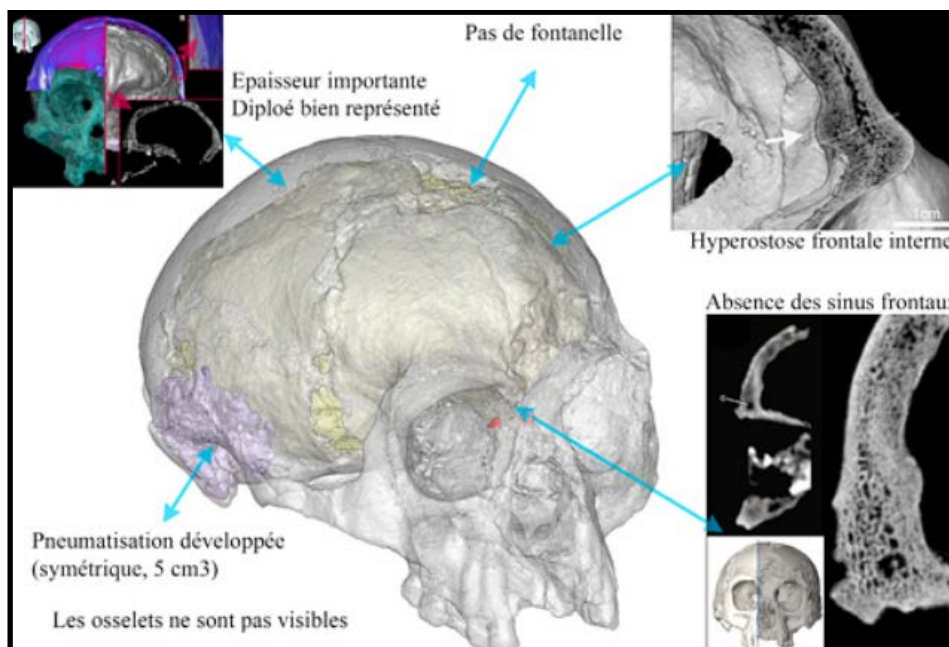 Pas de fontanelle
Epaisseur importante
Diploé bien représenté
1cm
Hyperostose frontale interne
Absence des sinus frontau
Pneumatisation développée
(symétrique, 5 cm3)
Les osselets ne sont pas visibles